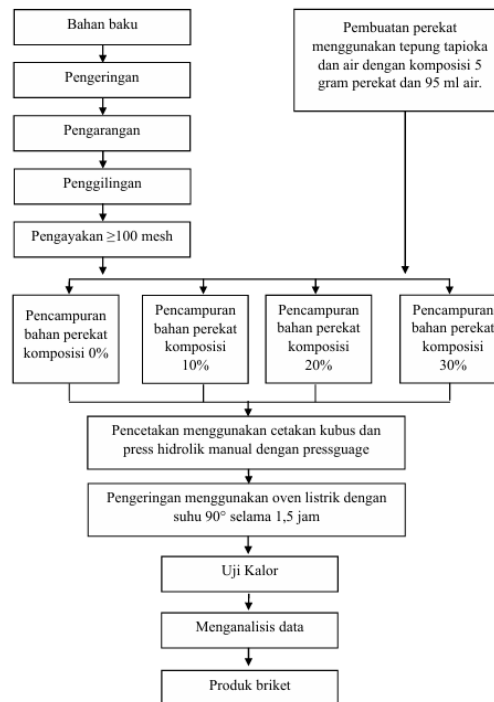 Bahan baku
Pengeringan
Pengarangan
Penggilingan
Pengayakan ≥100 mesh
Pembuatan perekat
menggunakan tepung tapioka
dan air dengan komposisi 5
gram perekat dan 95 ml air.
Pencampuran
bahan perekat
komposisi 0%
Pencampuran
bahan perekat
komposisi
10%
Pencampuran
bahan perekat
komposisi
20%
Pencampuran
bahan perekat
komposisi
30%
Pencetakan menggunakan cetakan kubus dan
press hidrolik manual dengan pressguage
Pengeringan menggunakan oven listrik dengan
suhu 90° selama 1,5 jam
Uji Kalor
Menganalisis data
Produk briket